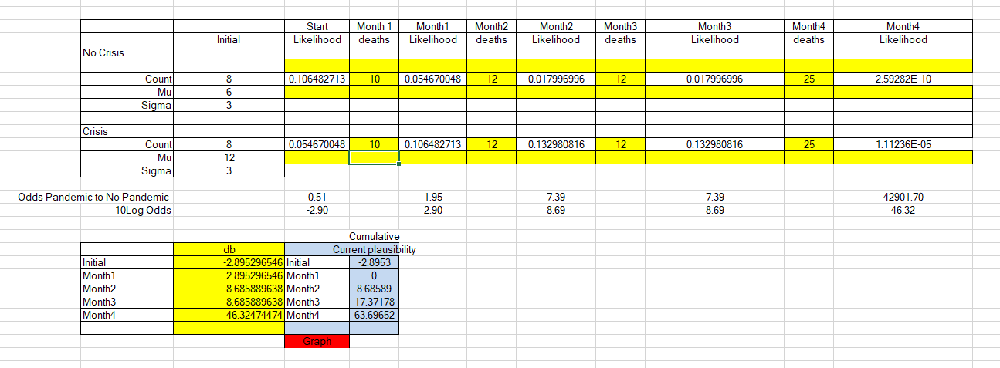 Start Month 1 Month1 Month2 Month2 Month3 Month3 Month4 Month4
Initial Likelihood deaths Likelihood deaths Likelihood deaths Likelihood deaths Likelihood
No Crisis
Count 8 0.106482713 10 0.054670048 12 0.017996996 12 0.017996996 25 2.59282E-10
Mu 6
Sigma 3
Crisis
Count 8 0.054670048 10 0.106482713 12 0.132980816 12 0.132980816 25 1.11236E-05
Mu 12
Sigma 3
Odds Pandemic to No Pandemic 0.51 1.95 7.39 7.39 42901.70
10Log Odds -2.90 2.90 8.69 8.69 46.32
Cumulative
db Current plausibility
Initial -2.895296546 Initial -2.8953
Month1 2.895296546 Month1 0
Month2 8.685889638 Month2 8.68589
Month3 8.685889638 Month3 17.37178
Month4 46.32474474 Month4 63.69652
Graph